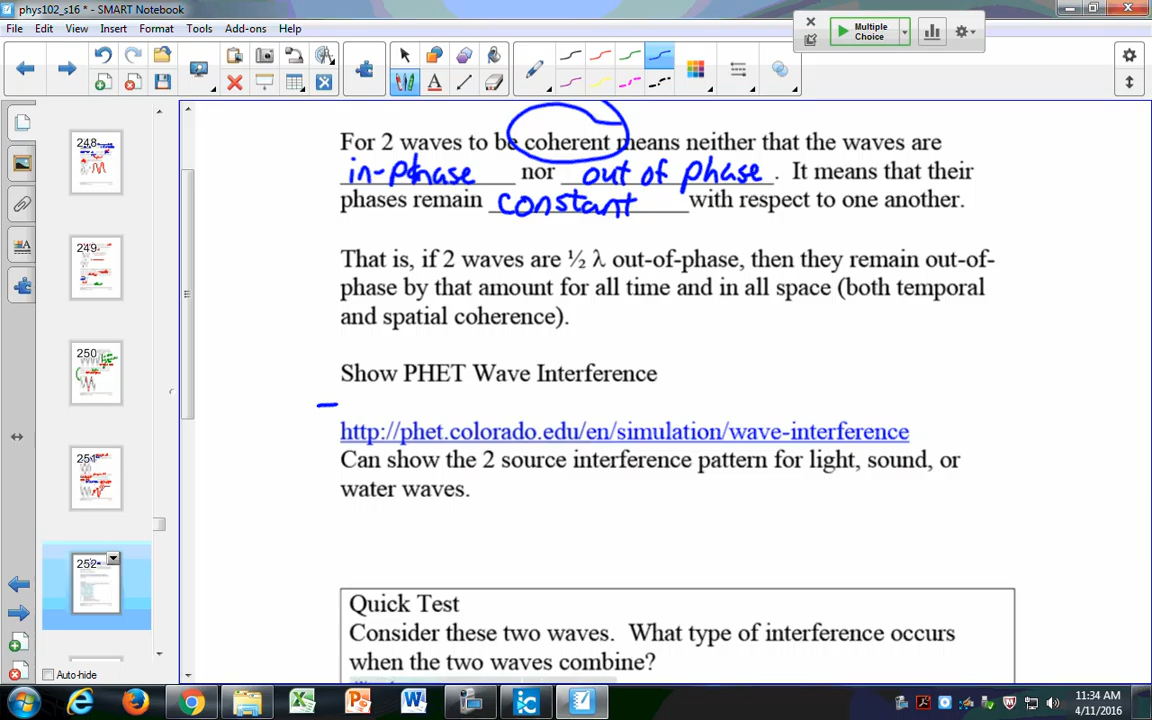 phys102_s16 * - SMART Notebook
File Edit View Insert Format Tools Add-ons Help
Multiple
Choice
248
249
250
251
252
Auto-hide
For 2 waves to be coherent means neither that the waves are
in-phase nor out of phase. It means that their
phases remain constant with respect to one another.
That is, if 2 waves are ½ λ out-of-phase, then they remain out-of-
phase by that amount for all time and in all space (both temporal
and spatial coherence).
Show PHET Wave Interference
http://phet.colorado.edu/en/simulation/wave-interference
Can show the 2 source interference pattern for light, sound, or
water waves.
Quick Test
Consider these two waves. What type of interference occurs
when the two waves combine?
11:34 AM
4/11/2016